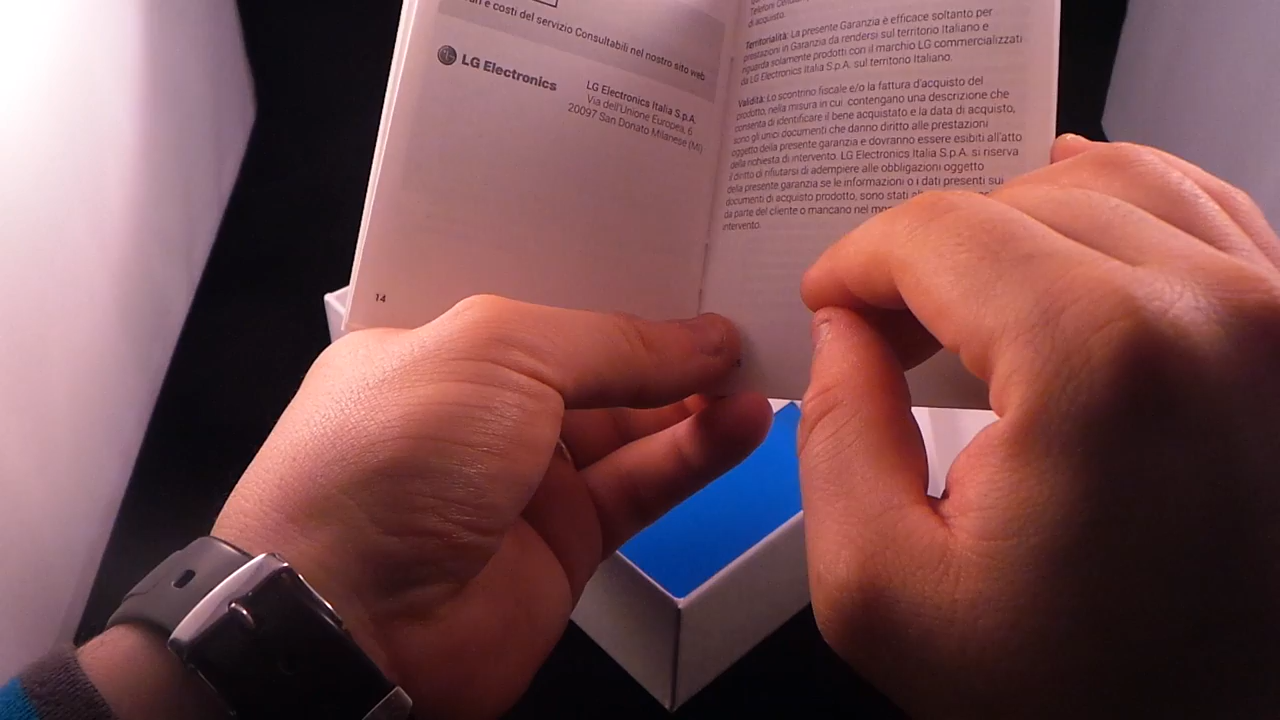 e costi del servizio Consultabili nel nostro sito web
LG Electronics
LG Electronics Italia S.p.A.
Via dell'Unione Europea, 6
20097 San Donato Milanese (MI)
14
di acquisto.
Territorialità: La presente Garanzia è efficace soltanto per
prestazioni in Garanzia da rendersi sul territorio Italiano e
riguarda solamente prodotti con il marchio LG commercializzati
da LG Electronics Italia S.p.A. sul territorio Italiano.
Validità: Lo scontrino fiscale e/o la fattura d'acquisto del
prodotto, nella misura in cui contengano una descrizione che
consenta di identificare il bene acquistato e la data di acquisto,
sono gli unici documenti che danno diritto alle prestazioni
oggetto della presente garanzia e dovranno essere esibiti all'atto
della richiesta di intervento. LG Electronics Italia S.p.A. si riserva
il diritto di rifiutarsi di adempiere alle obbligazioni oggetto
della presente garanzia se le informazioni o i dati presenti sui
documenti di acquisto prodotto, sono stati
da parte del cliente o mancano nel
intervento.